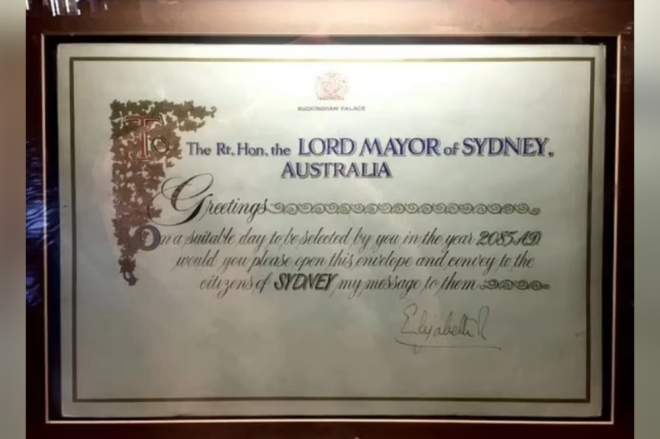 BUCKINGHAM PALACE
To The Rt. Hon. the LORD MAYOR of SYDNEY,
AUSTRALIA
Greetings
On a suitable day to be selected by you in the year 2085 A.D.
would you please open this envelope and convey to the
citizens of SYDNEY my message to them
Elizabeth R